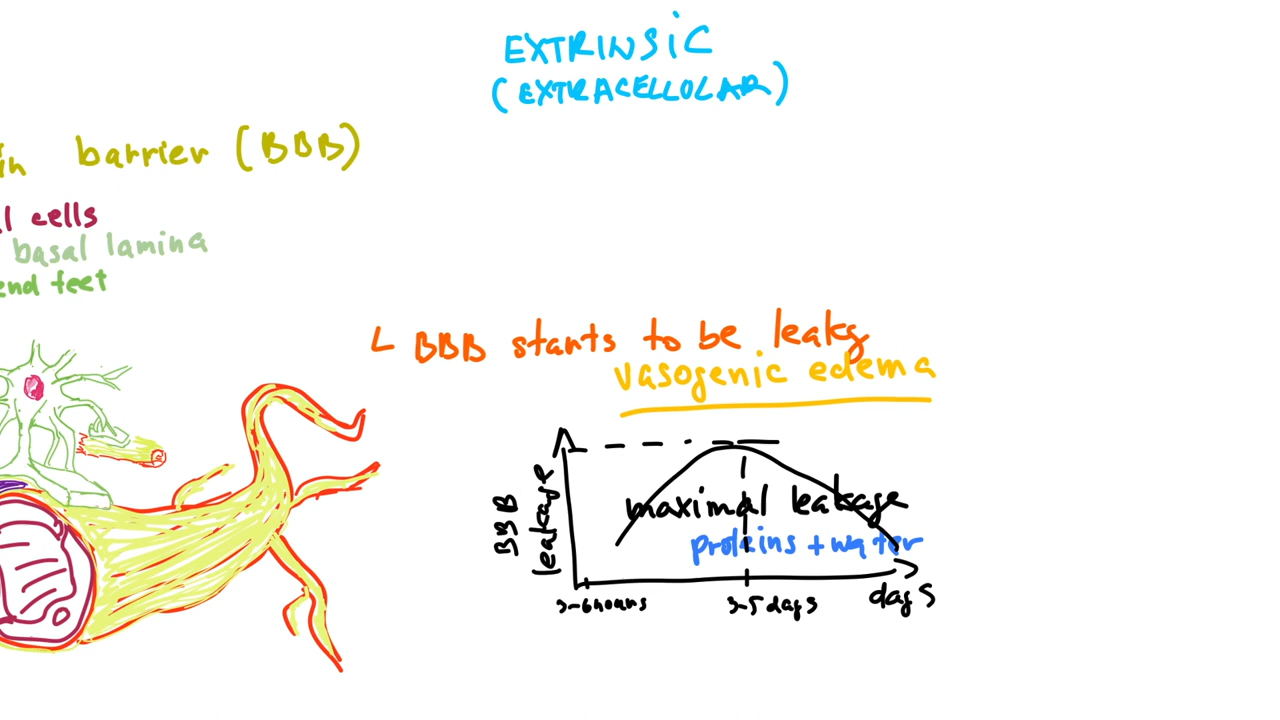 EXTRINSIC
(EXTRACELLOLAR)
barrier (BBB)
cells
basal lamina
end feet
BBB starts to be leaky
vasogenic edema
BBB leakage
maximal leakage
proteins + water
3-6 hours
3-5 days
days